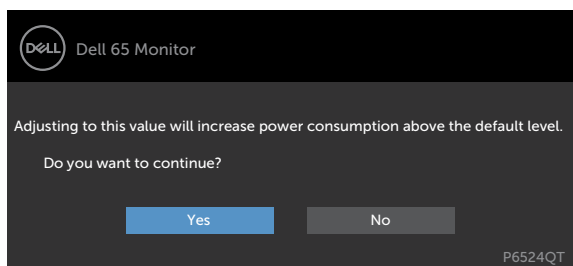 DELL Dell 65 Monitor
Adjusting to this value will increase power consumption above the default level.
Do you want to continue?
Yes No
P6524QT